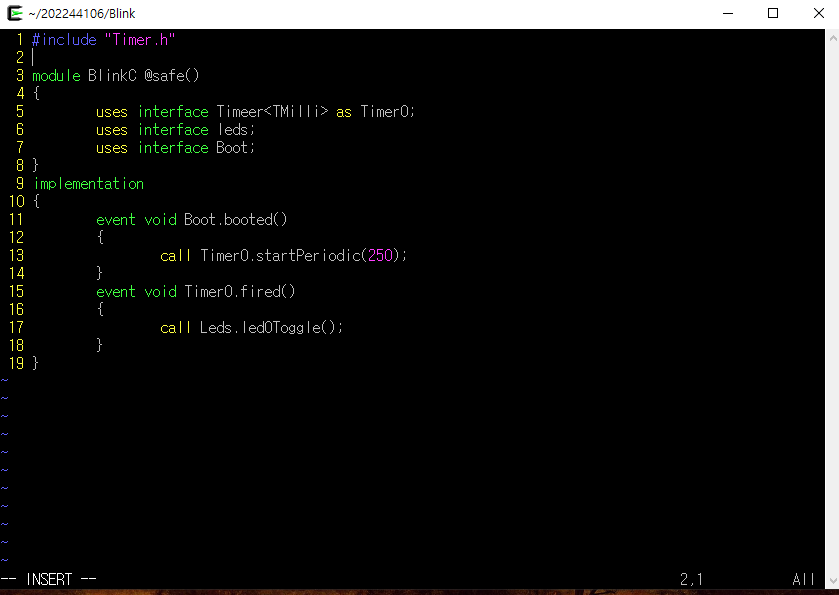 ~/202244106/Blink
1 #include "Timer.h"
2
3 module BlinkC @safe()
4 {
5 uses interface Timeer<TMilli> as Timer0;
6 uses interface leds;
7 uses interface Boot;
8 }
9 implementation
10 {
11 event void Boot.booted()
12 {
13 call Timer0.startPeriodic(250);
14 }
15 event void Timer0.fired()
16 {
17 call Leds.led0Toggle();
18 }
19 }
~
~
~
~
~
~
~
~
~
~
~
-- INSERT -- 2,1 All